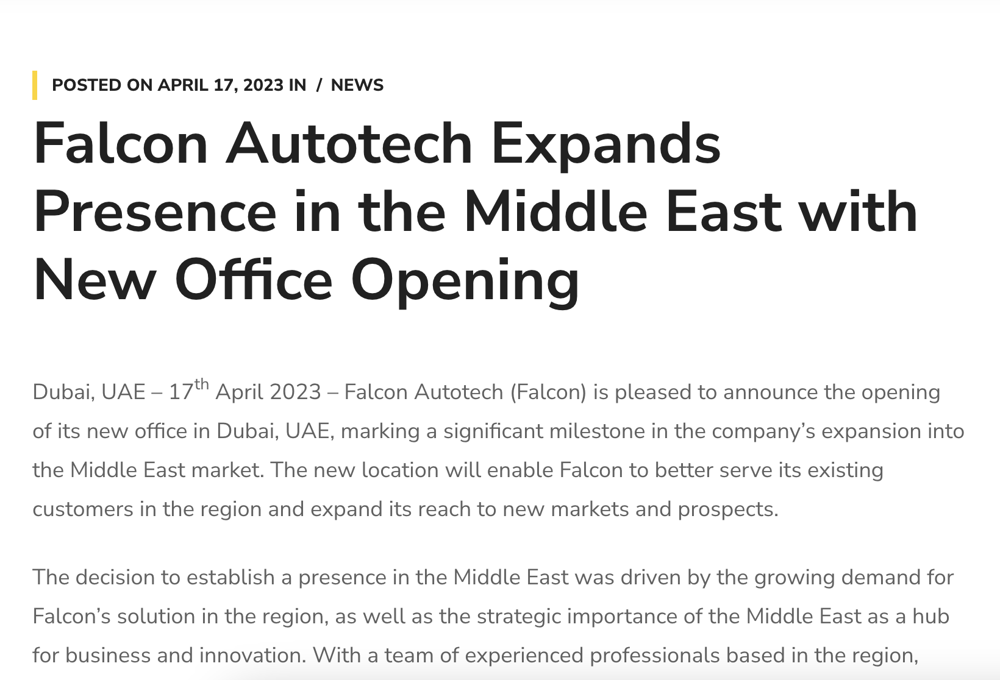 POSTED ON APRIL 17, 2023 IN / NEWS
Falcon Autotech Expands
Presence in the Middle East with
New Office Opening
Dubai, UAE – 17th April 2023 – Falcon Autotech (Falcon) is pleased to announce the opening
of its new office in Dubai, UAE, marking a significant milestone in the company’s expansion into
the Middle East market. The new location will enable Falcon to better serve its existing
customers in the region and expand its reach to new markets and prospects.
The decision to establish a presence in the Middle East was driven by the growing demand for
Falcon’s solution in the region, as well as the strategic importance of the Middle East as a hub
for business and innovation. With a team of experienced professionals based in the region,